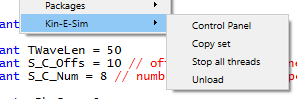 Packages
Kin-E-Sim
Control Panel
Copy set
Stop all threads
Unload
ant TWaveLen = 50
ant S_C_Offs = 10 // off
ant S_C_Num = 8 // numb